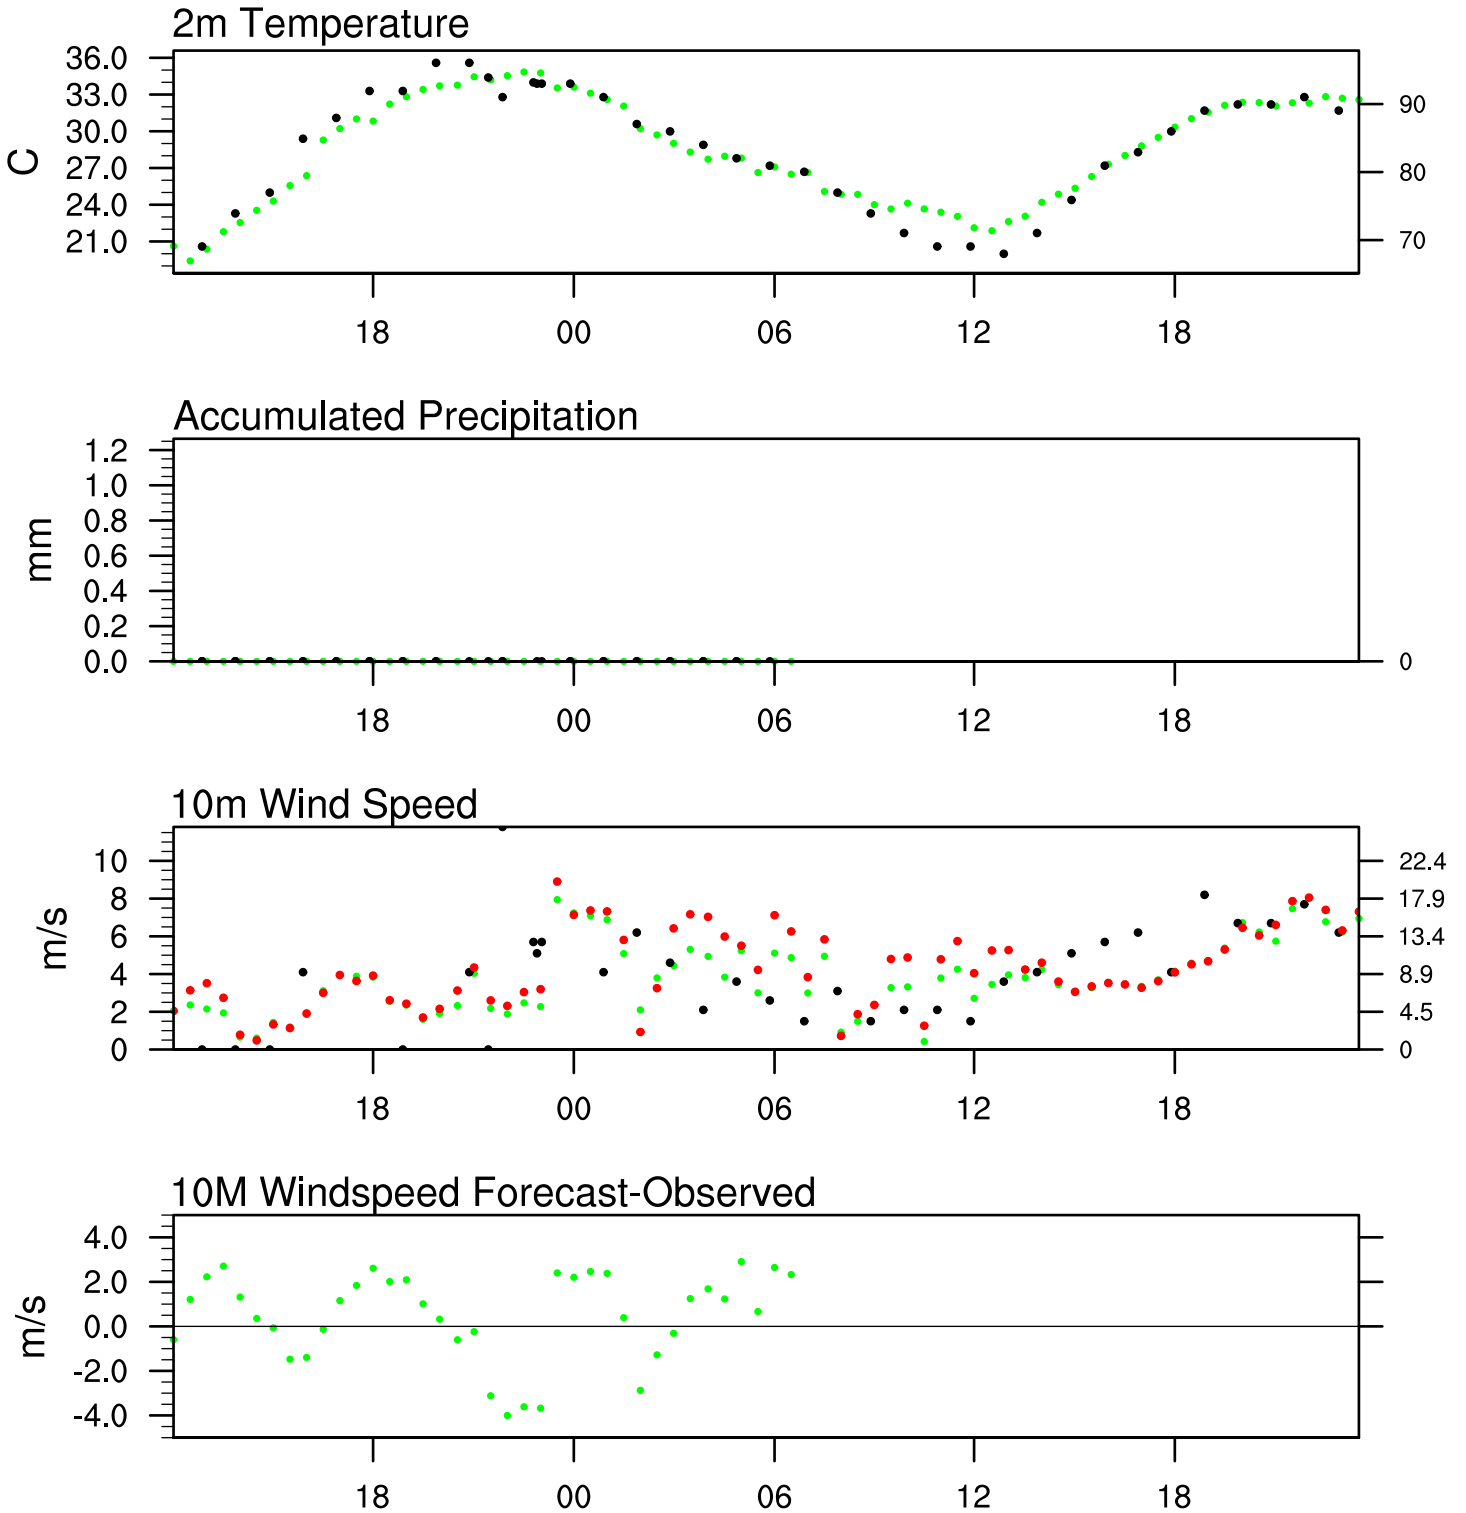 2m Temperature
C
36.0
33.0
30.0
27.0
24.0
21.0
90
80
70
18 00 06 12 18
Accumulated Precipitation
mm
1.2
1.0
0.8
0.6
0.4
0.2
0.0
0
18 00 06 12 18
10m Wind Speed
m/s
10
8
6
4
2
0
22.4
17.9
13.4
8.9
4.5
0
18 00 06 12 18
10M Windspeed Forecast-Observed
m/s
4.0
2.0
0.0
-2.0
-4.0
18 00 06 12 18